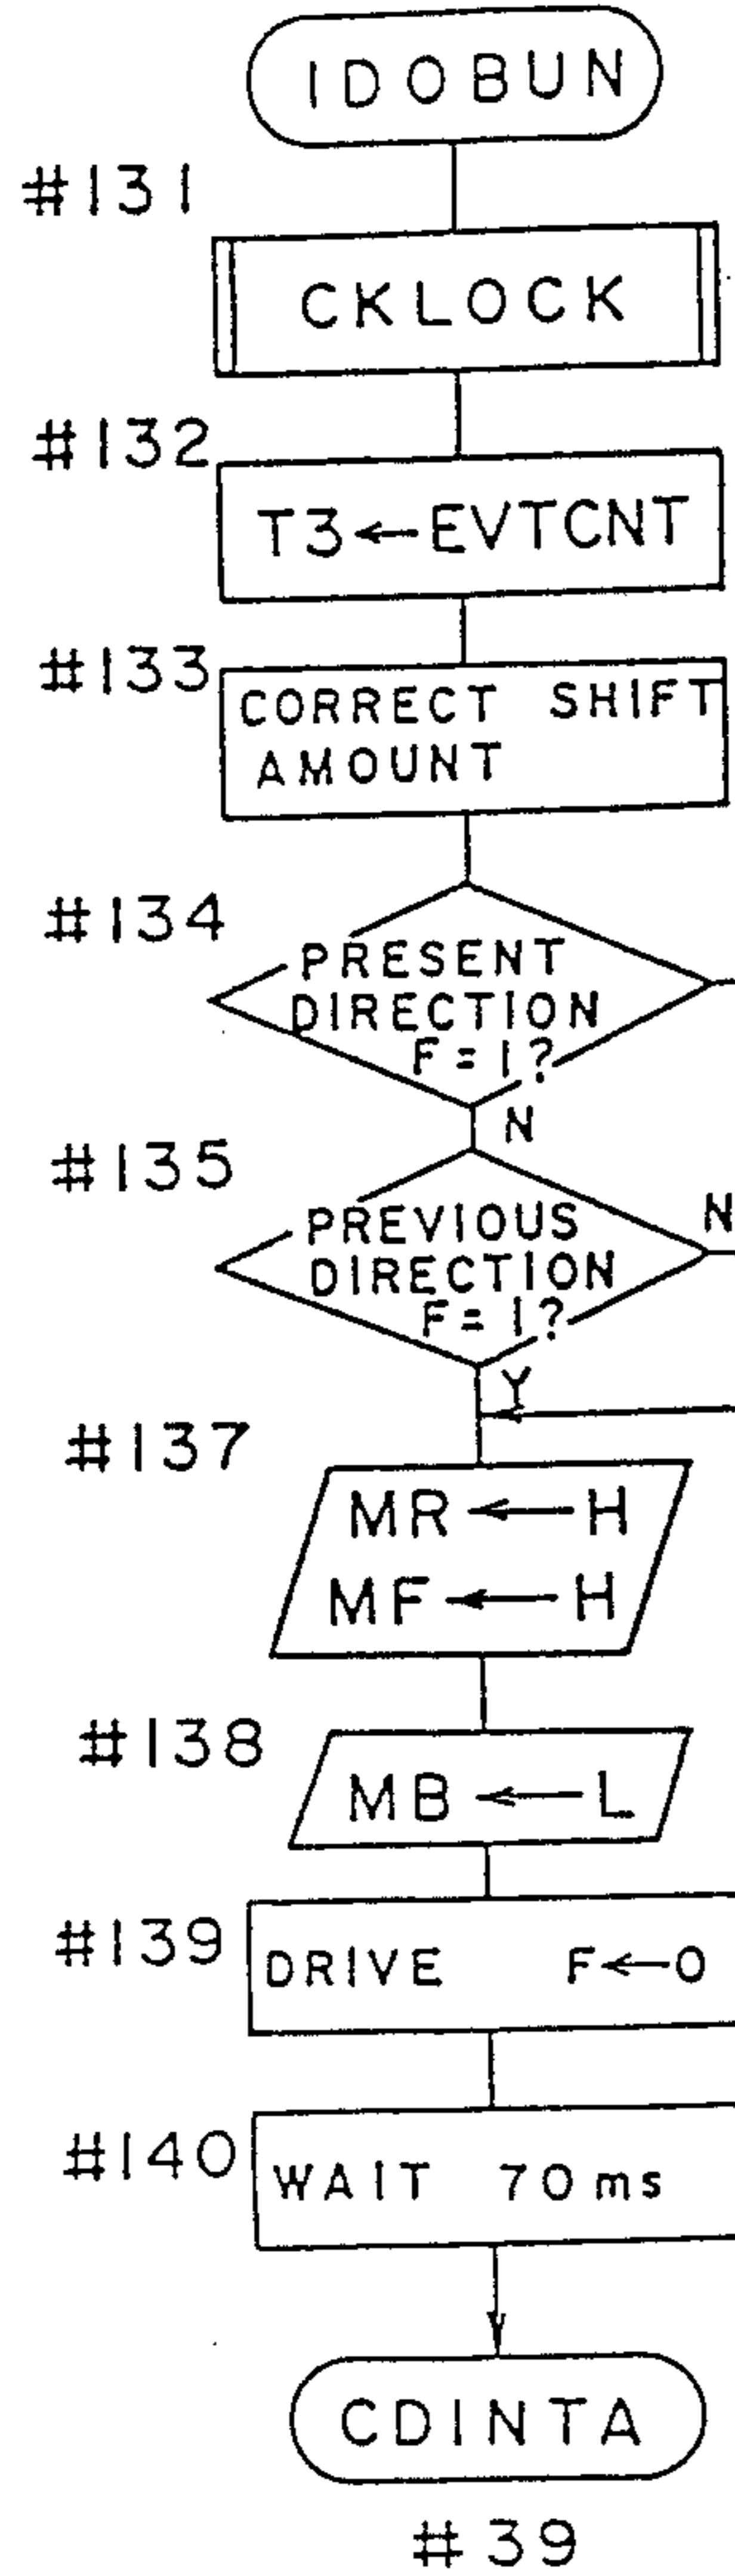 IDOBUN
#131
CKLOCK
#132
T3←EVTCNT
#133
CORRECT SHIFT
AMOUNT
#134
PRESENT
DIRECTION
F=1?
N
#135
PREVIOUS
DIRECTION
F=1?
N
Y
#137
MR←H
MF←H
#138
MB←L
#139
DRIVE F←0
#140
WAIT 70ms
CDINTA
#39